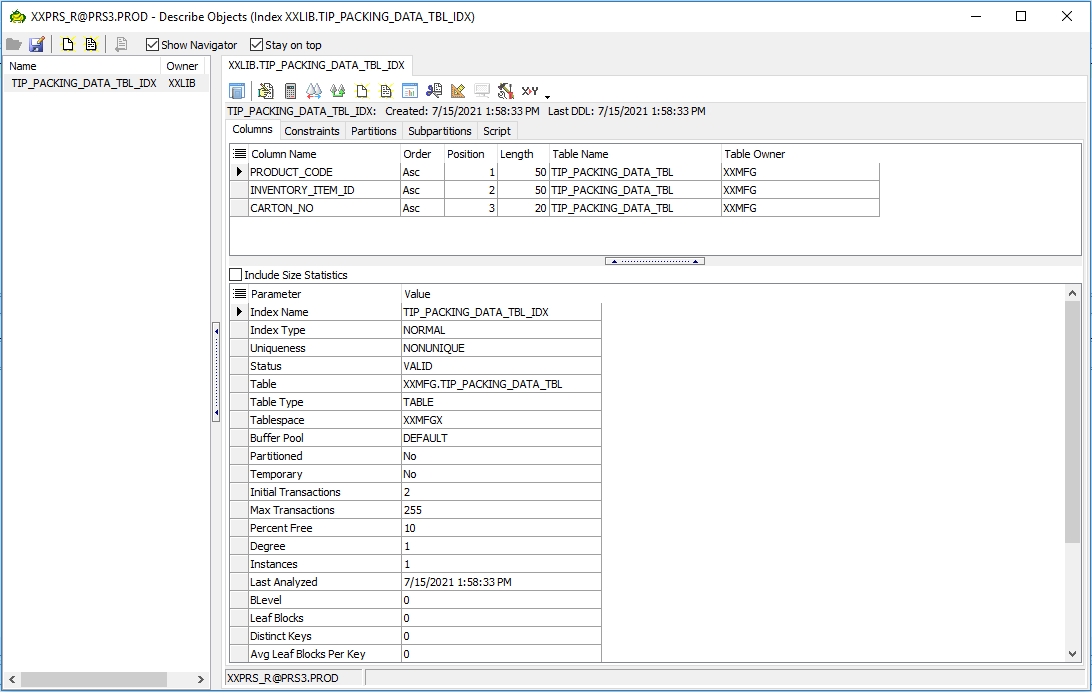 XXPRS_R@PRS3.PROD - Describe Objects (Index XXLIB.TIP_PACKING_DATA_TBL_IDX)
Show Navigator Stay on top
Name Owner
TIP_PACKING_DATA_TBL_IDX XXLIB
XXLIB.TIP_PACKING_DATA_TBL_IDX
X+Y
TIP_PACKING_DATA_TBL_IDX: Created: 7/15/2021 1:58:33 PM Last DDL: 7/15/2021 1:58:33 PM
Columns Constraints Partitions Subpartitions Script
Column Name Order Position Length Table Name Table Owner
PRODUCT_CODE Asc 1 50 TIP_PACKING_DATA_TBL XXMFG
INVENTORY_ITEM_ID Asc 2 50 TIP_PACKING_DATA_TBL XXMFG
CARTON_NO Asc 3 20 TIP_PACKING_DATA_TBL XXMFG
Include Size Statistics
Parameter Value
Index Name TIP_PACKING_DATA_TBL_IDX
Index Type NORMAL
Uniqueness NONUNIQUE
Status VALID
Table XXMFG.TIP_PACKING_DATA_TBL
Table Type TABLE
Tablespace XXMFGX
Buffer Pool DEFAULT
Partitioned No
Temporary No
Initial Transactions 2
Max Transactions 255
Percent Free 10
Degree 1
Instances 1
Last Analyzed 7/15/2021 1:58:33 PM
BLevel 0
Leaf Blocks 0
Distinct Keys 0
Avg Leaf Blocks Per Key 0
XXPRS_R@PRS3.PROD